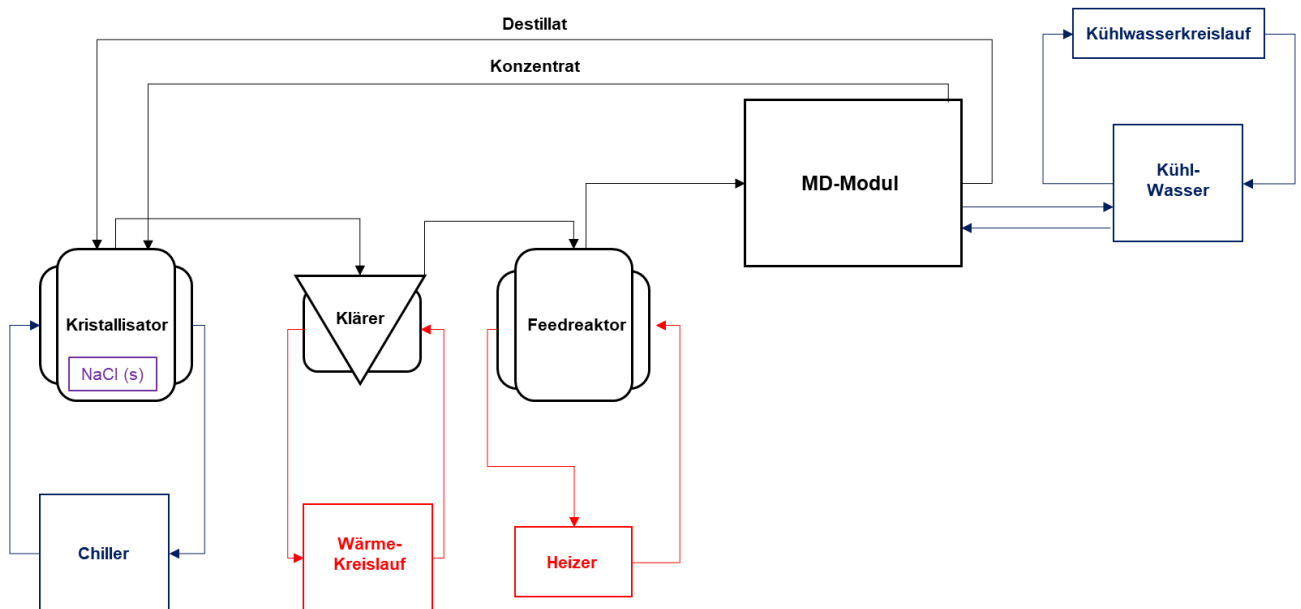 Destillat
Kühlwasserkreislauf
Konzentrat
MD-Modul
Kühl-
Wasser
Kristallisator
Klärer
Feedreaktor
NaCl (s)
Chiller
Wärme-
Kreislauf
Heizer